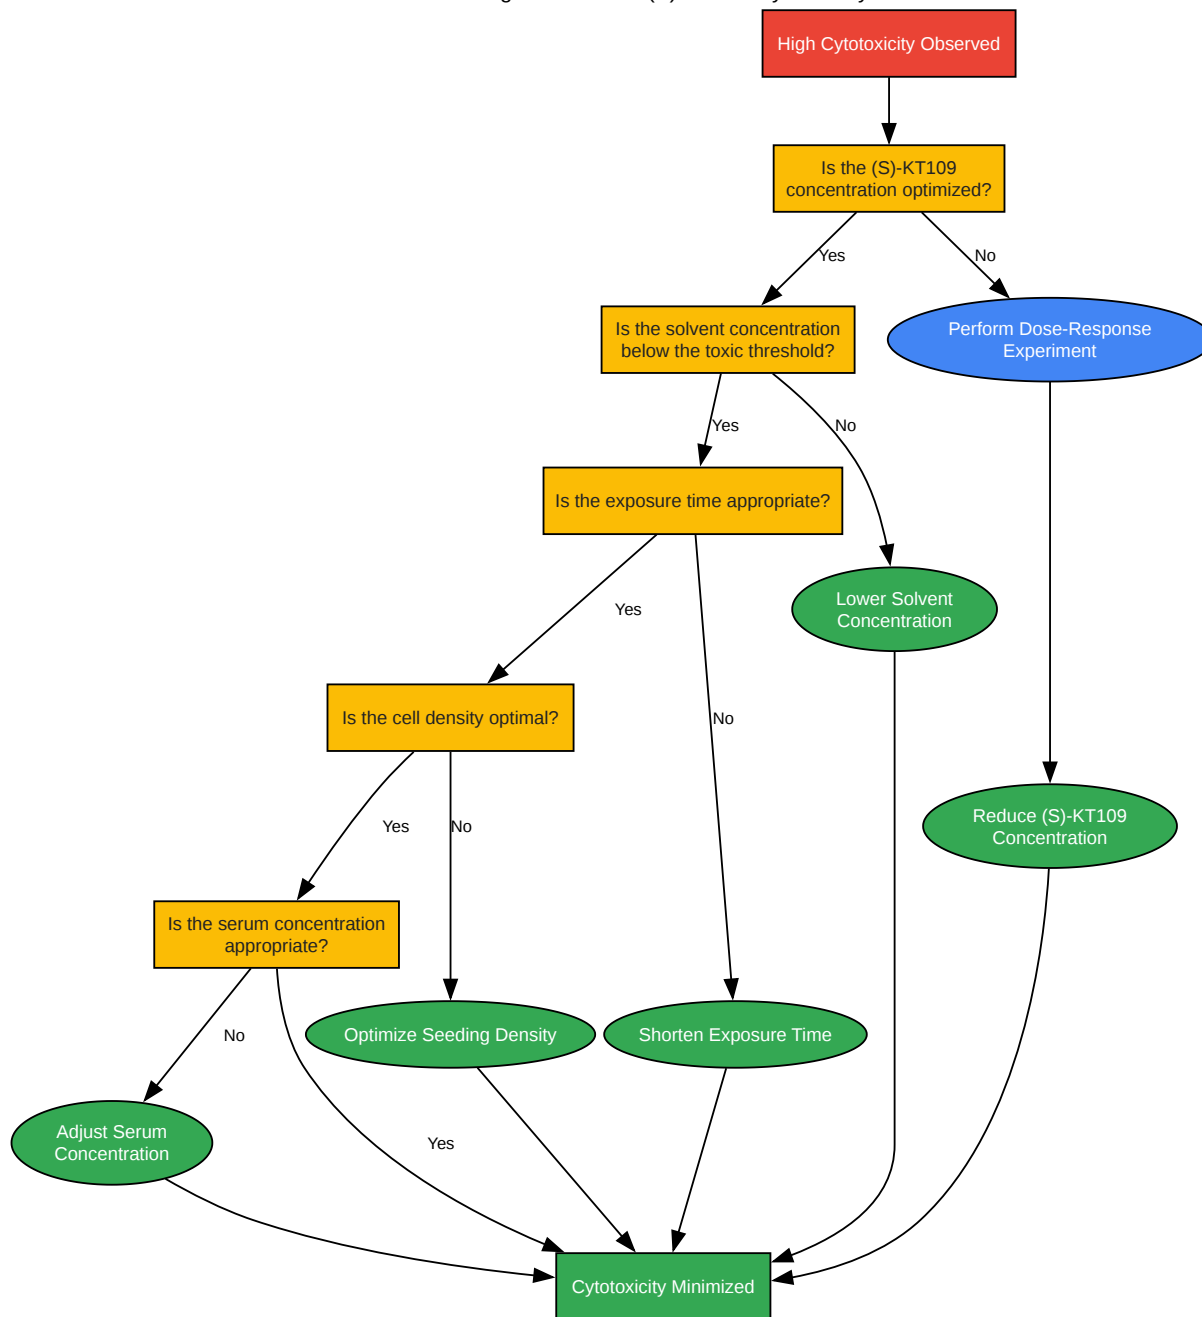 High Cytotoxicity Observed
Is the (S)-KT109
concentration optimized?
Yes
No
Is the solvent concentration
below the toxic threshold?
Perform Dose-Response
Experiment
Yes
No
Is the exposure time appropriate?
Lower Solvent
Concentration
Yes
No
Is the cell density optimal?
Reduce (S)-KT109
Concentration
Yes
No
Is the serum concentration
appropriate?
Optimize Seeding Density
Shorten Exposure Time
No
Yes
Adjust Serum
Concentration
Cytotoxicity Minimized